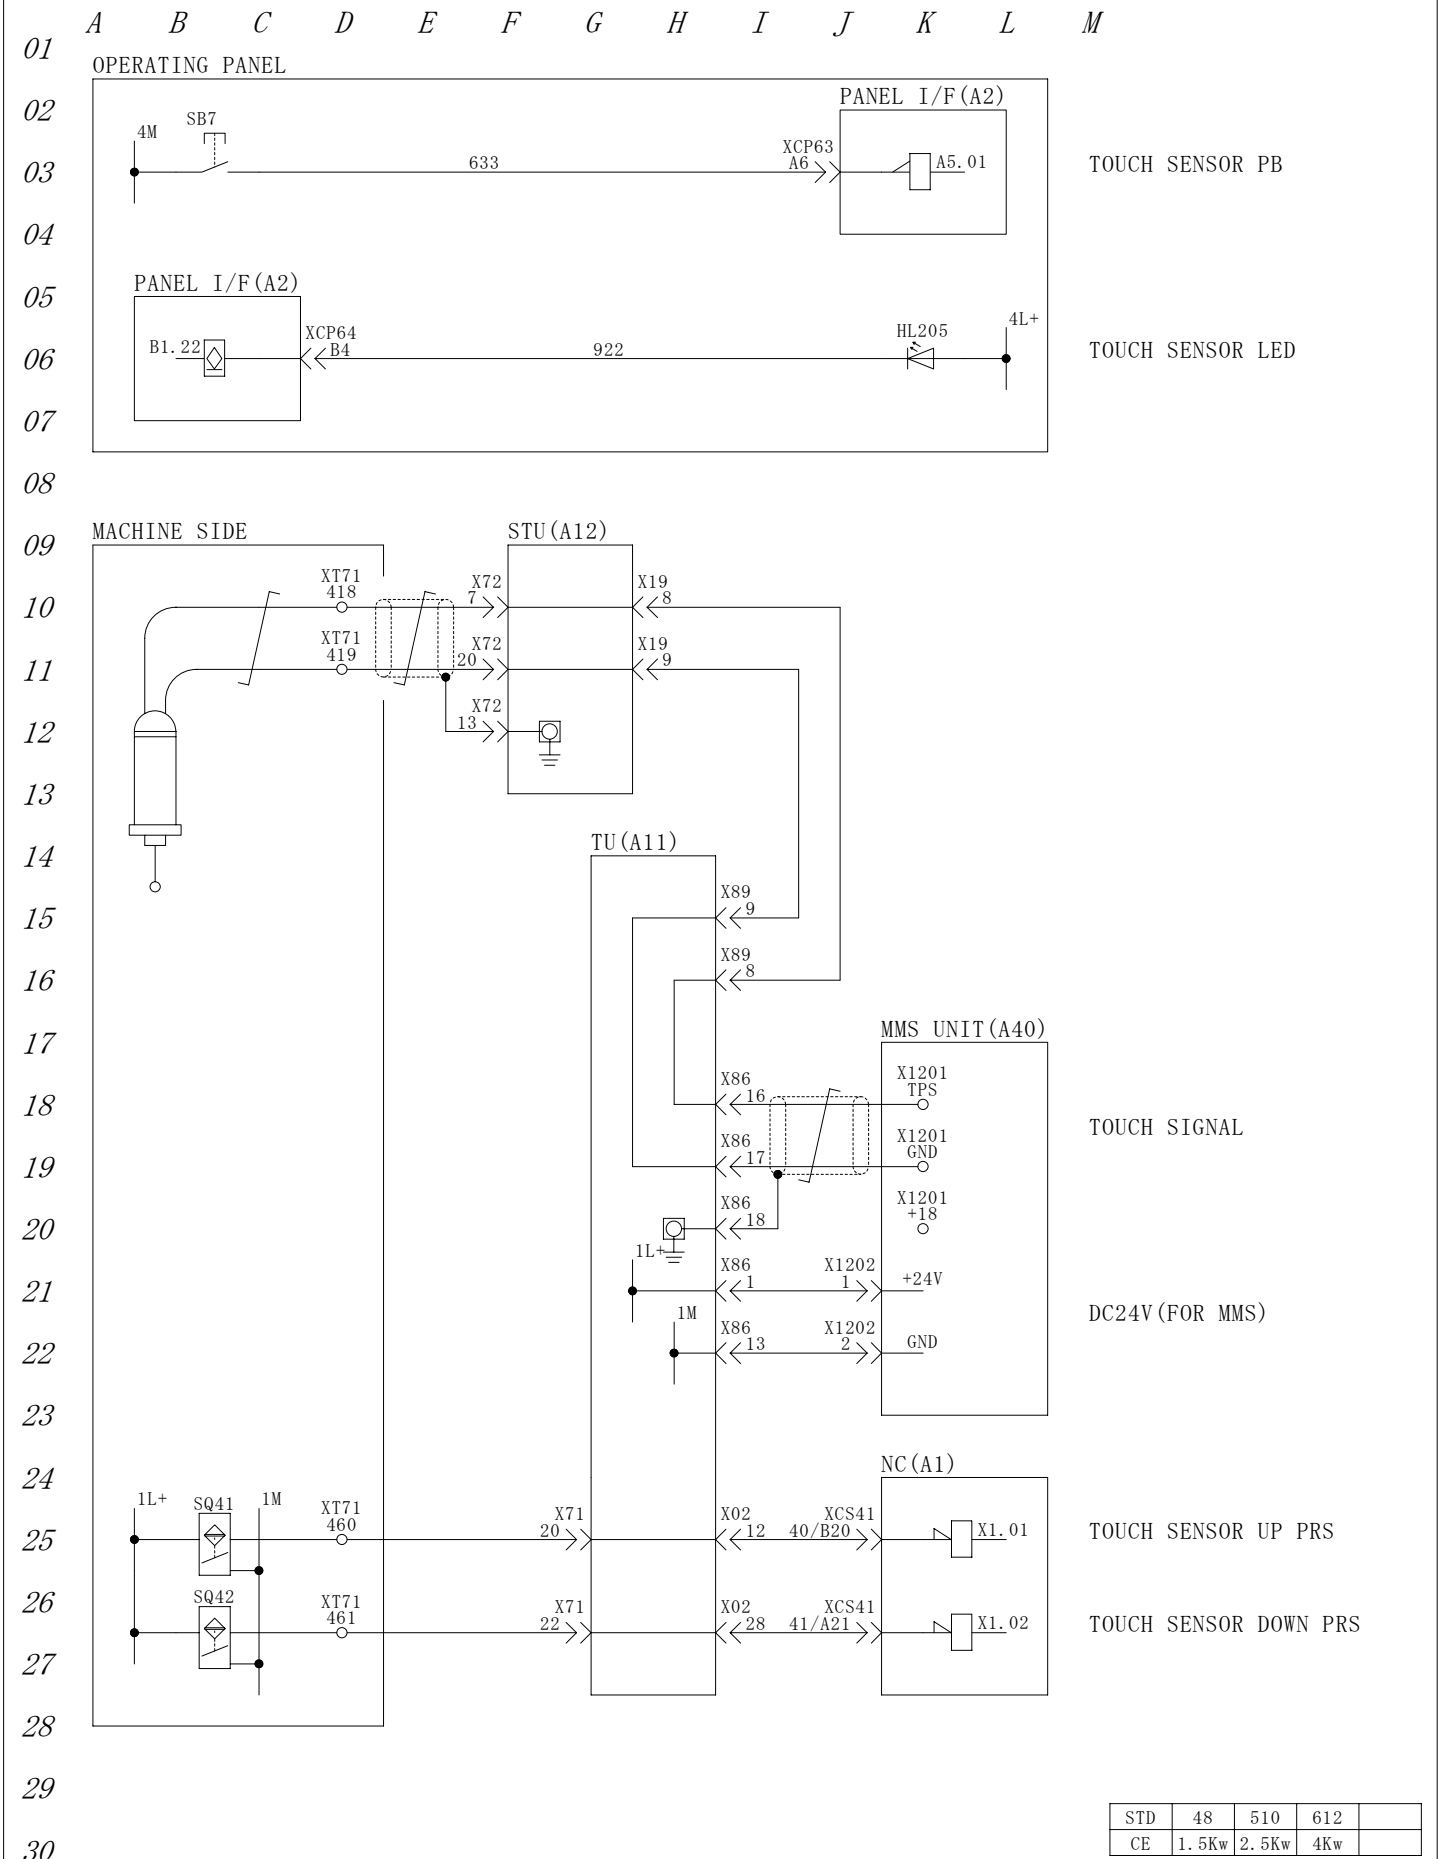 A B C D E F G H I J K L M
01
OPERATING PANEL
02
PANEL I/F(A2)
4M
SB7
03
633
XCP63
A6
A5.01
TOUCH SENSOR PB
04
PANEL I/F(A2)
05
06
B1.22
XCP64
B4
922
HL205
4L+
TOUCH SENSOR LED
07
08
MACHINE SIDE
STU(A12)
09
10
XT71
418
X72
7
X19
8
11
XT71
419
X72
20
X19
9
12
X72
13
13
14
TU(A11)
15
X89
9
16
X89
8
17
MMS UNIT(A40)
18
X86
16
X1201
TPS
TOUCH SIGNAL
19
X86
17
X1201
GND
20
X86
18
X1201
+18
21
1L+
X86
1
X1202
1
+24V
DC24V(FOR MMS)
22
1M
X86
13
X1202
2
GND
23
24
NC(A1)
25
1L+
SQ41
1M
XT71
460
X71
20
X02
12
XCS41
40/B20
X1.01
TOUCH SENSOR UP PRS
26
SQ42
XT71
461
X71
22
X02
28
XCS41
41/A21
X1.02
TOUCH SENSOR DOWN PRS
27
28
29
30
STD 48 510 612
CE 1.5Kw 2.5Kw 4Kw